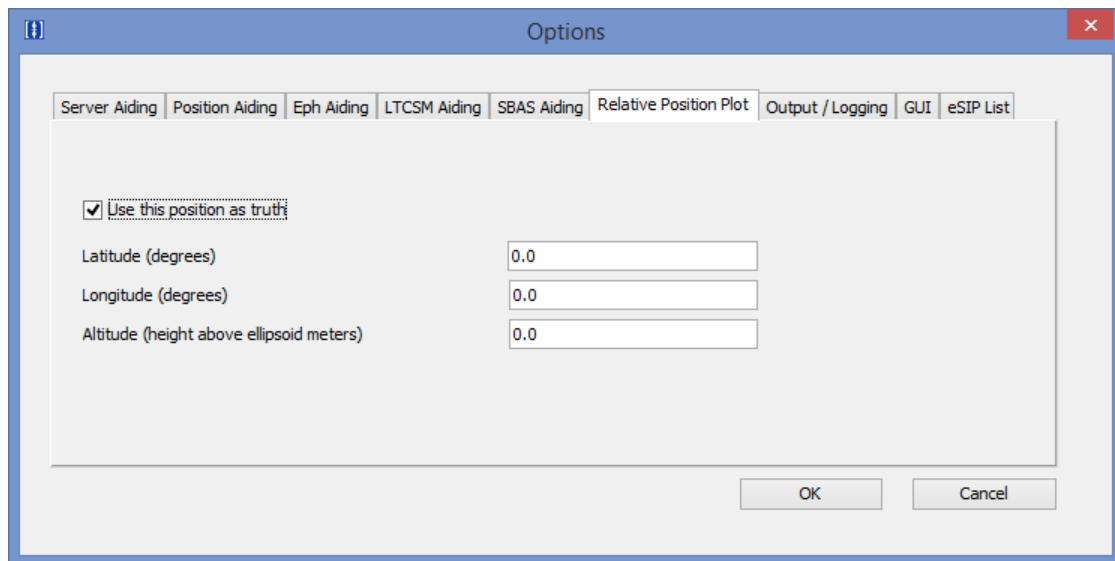 Options
Server Aiding Position Aiding Eph Aiding LTCSM Aiding SBAS Aiding Relative Position Plot Output / Logging GUI eSIP List
Use this position as truth
Latitude (degrees) 0.0
Longitude (degrees) 0.0
Altitude (height above ellipsoid meters) 0.0
OK Cancel